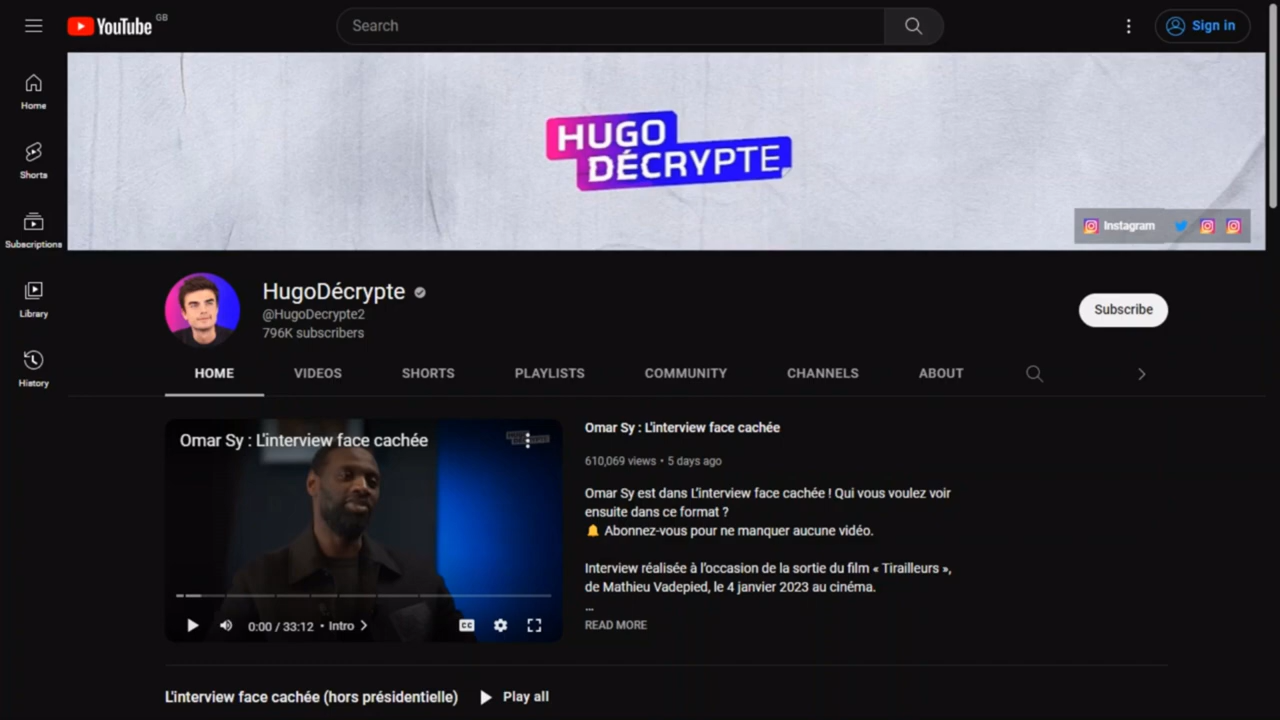 YouTube GB
Search
Sign in
Home
Shorts
Subscriptions
Library
History
HUGO
DÉCRYPTE
Instagram
HugoDécrypte
@HugoDecrypte2
796K subscribers
Subscribe
HOME VIDEOS SHORTS PLAYLISTS COMMUNITY CHANNELS ABOUT
Omar Sy : L'interview face cachée
HUGO
DÉCRYPTE
0:00 / 33:12 • Intro
CC
Omar Sy : L'interview face cachée
610,069 views • 5 days ago
Omar Sy est dans L'interview face cachée ! Qui vous voulez voir
ensuite dans ce format ?
🔔 Abonnez-vous pour ne manquer aucune vidéo.
Interview réalisée à l'occasion de la sortie du film « Tirailleurs »,
de Mathieu Vadepied, le 4 janvier 2023 au cinéma.
...
READ MORE
L'interview face cachée (hors présidentielle) Play all